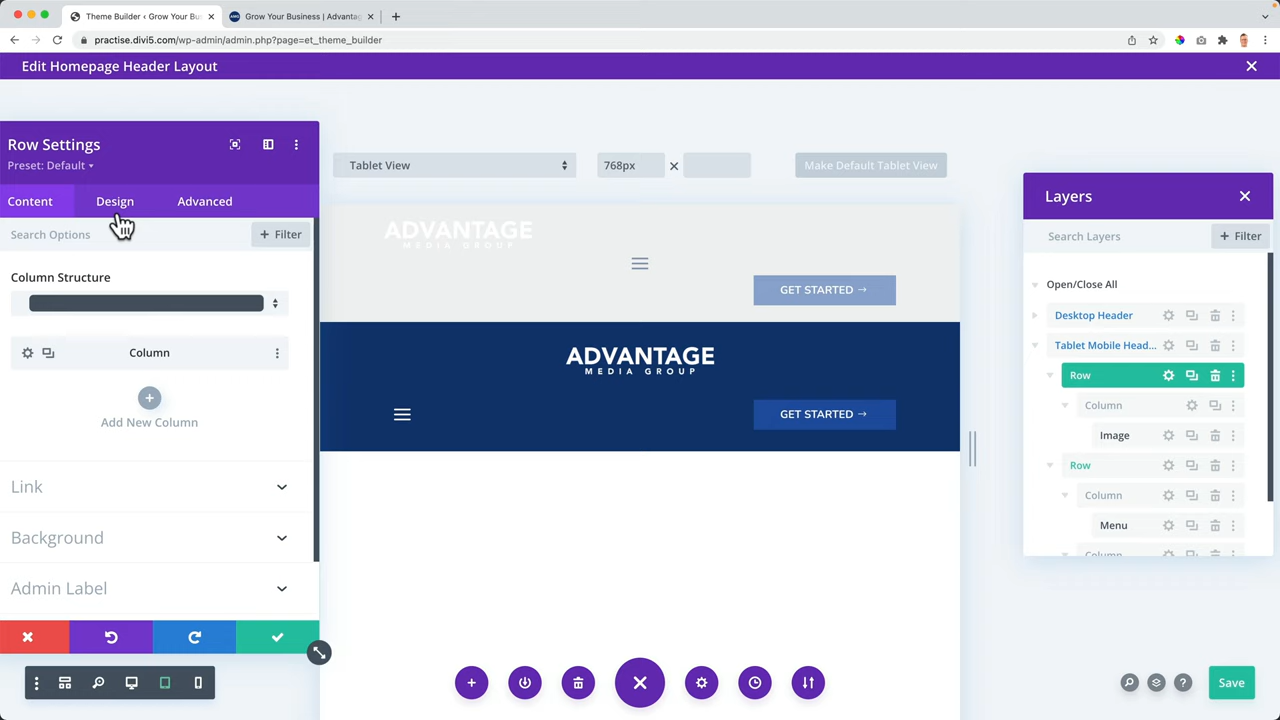 Theme Builder < Grow Your Bus
Grow Your Business | Advantag
practise.divi5.com/wp-admin/admin.php?page=et_theme_builder
Edit Homepage Header Layout
Row Settings
Preset: Default
Content
Design
Advanced
Search Options
+ Filter
Column Structure
Column
Add New Column
Link
Background
Admin Label
Tablet View
768px
Make Default Tablet View
ADVANTAGE
MEDIA GROUP
GET STARTED →
ADVANTAGE
MEDIA GROUP
GET STARTED →
Layers
Search Layers
+ Filter
Open/Close All
Desktop Header
Tablet Mobile Head...
Row
Column
Image
Row
Column
Menu
Column
Save